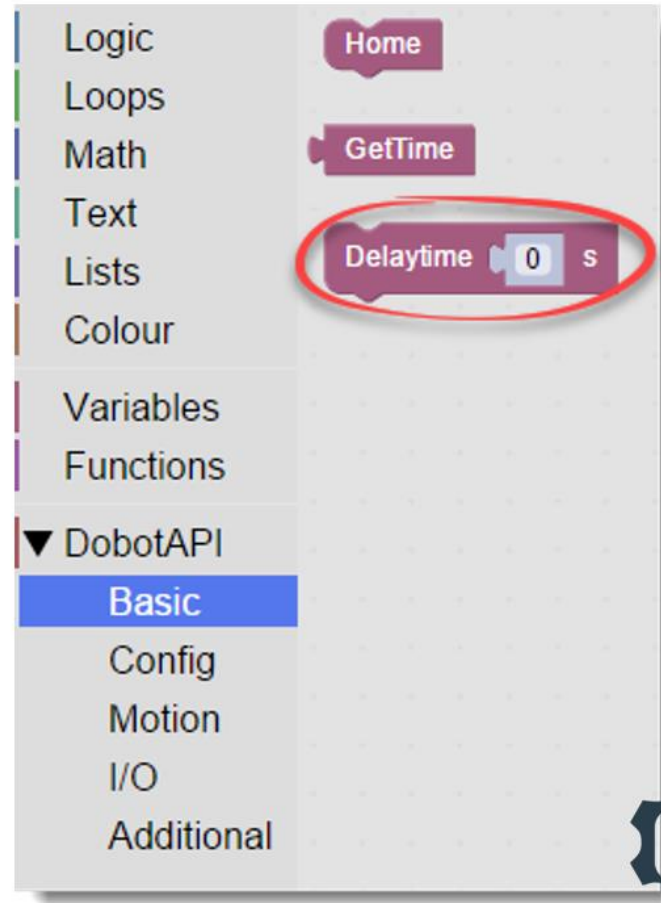 Logic
Loops
Math
Text
Lists
Colour
Variables
Functions
▼ DobotAPI
Basic
Config
Motion
I/O
Additional
Home
GetTime
Delaytime 0 s